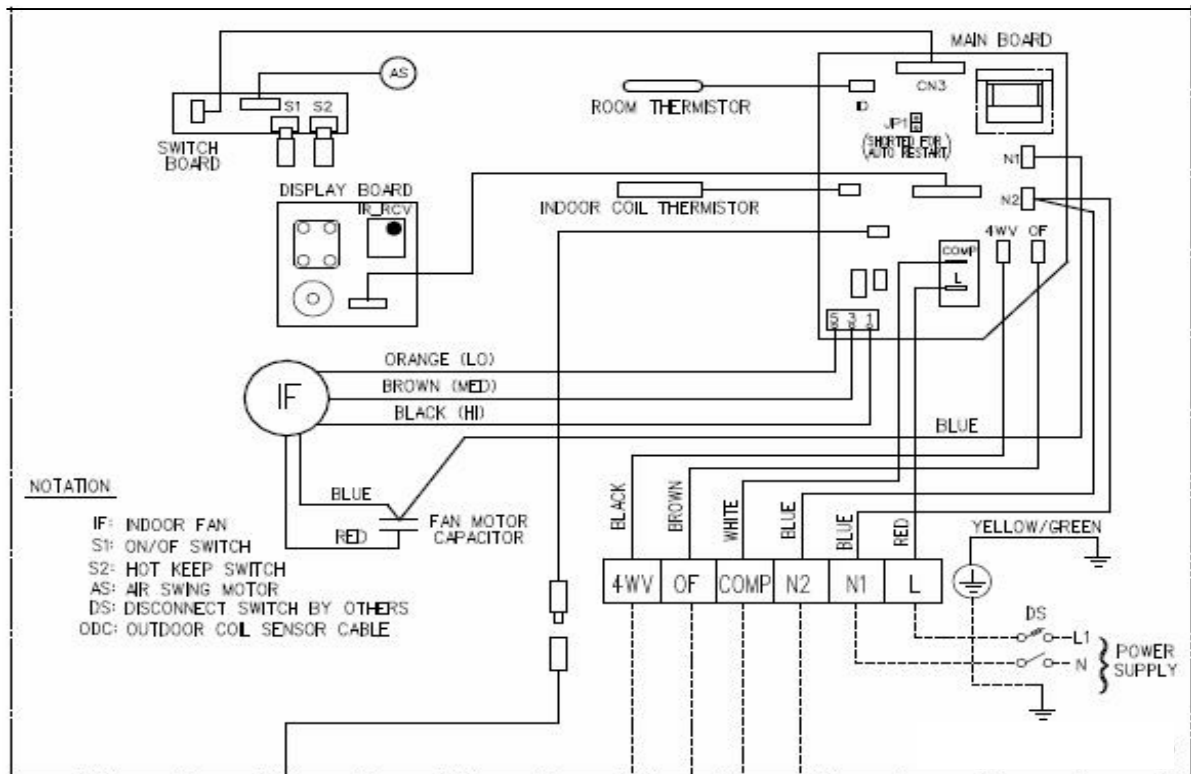 MAIN BOARD
AS
CN3
S1 S2
ROOM THERMISTOR
ID
JP1
(SHORTED FOR)
(AUTO RESTART)
SWITCH
BOARD
N1
DISPLAY BOARD
IR_RCV
INDOOR COIL THERMISTOR
N2
4WV OF
COMP
L
5 3 1
ORANGE (LO)
BROWN (MED)
BLACK (HI)
IF
BLUE
NOTATION
BLUE
RED
FAN MOTOR
CAPACITOR
IF: INDOOR FAN
S1: ON/OF SWITCH
S2: HOT KEEP SWITCH
AS: AIR SWING MOTOR
DS: DISCONNECT SWITCH BY OTHERS
ODC: OUTDOOR COIL SENSOR CABLE
BLACK
BROWN
WHITE
BLUE
BLUE
RED
YELLOW/GREEN
4WV OF COMP N2 N1 L
DS
L1
N
POWER
SUPPLY